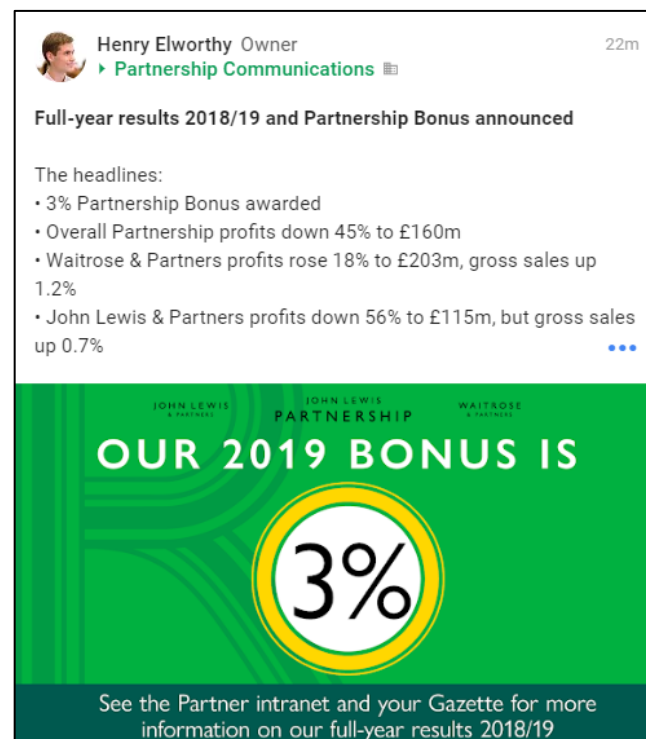 Henry Elworthy Owner 22m
Partnership Communications
Full-year results 2018/19 and Partnership Bonus announced
The headlines:
• 3% Partnership Bonus awarded
• Overall Partnership profits down 45% to £160m
• Waitrose & Partners profits rose 18% to £203m, gross sales up
1.2%
• John Lewis & Partners profits down 56% to £115m, but gross sales
up 0.7%
JOHN LEWIS
& PARTNERS
JOHN LEWIS
PARTNERSHIP
WAITROSE
& PARTNERS
OUR 2019 BONUS IS
3%
See the Partner intranet and your Gazette for more
information on our full-year results 2018/19